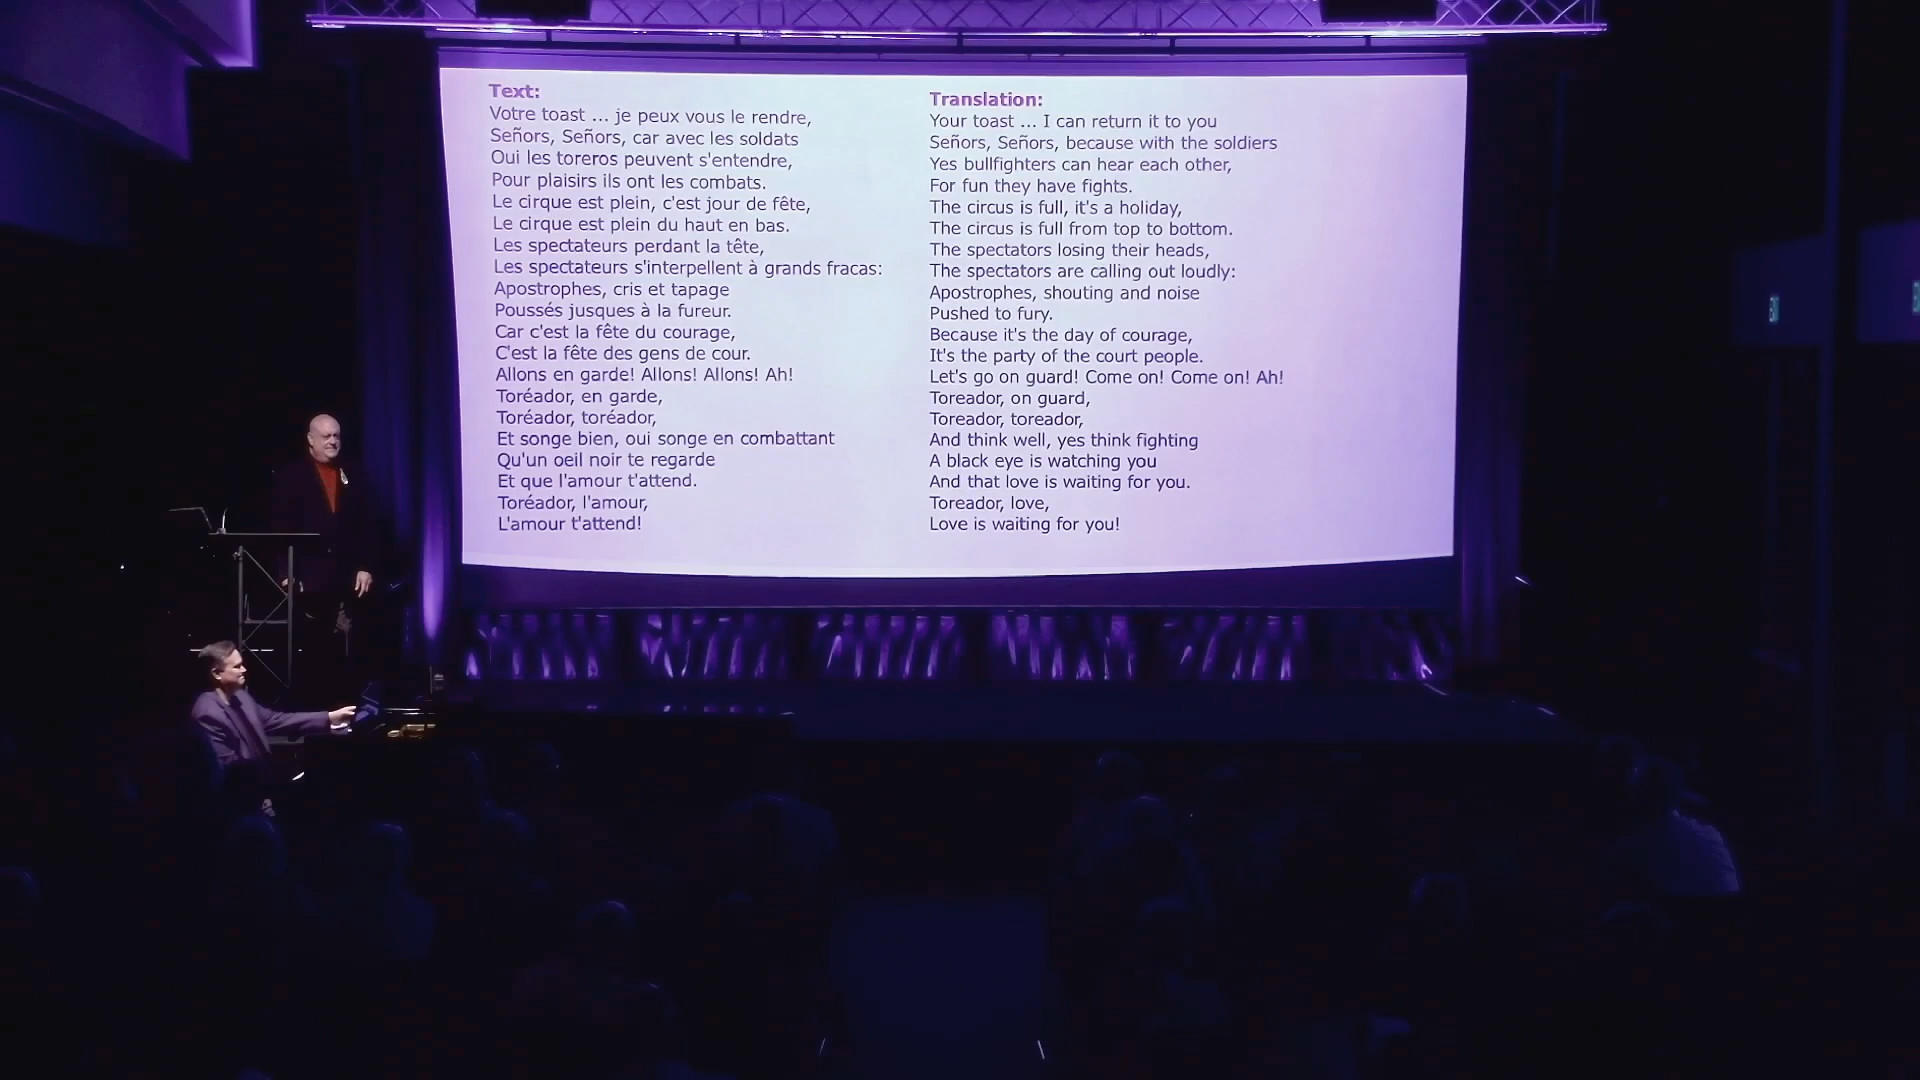 Text:
Votre toast ... je peux vous le rendre,
Señors, Señors, car avec les soldats
Oui les toreros peuvent s'entendre,
Pour plaisirs ils ont les combats.
Le cirque est plein, c'est jour de fête,
Le cirque est plein du haut en bas.
Les spectateurs perdant la tête,
Les spectateurs s'interpellent à grands fracas:
Apostrophes, cris et tapage
Poussés jusques à la fureur.
Car c'est la fête du courage,
C'est la fête des gens de cour.
Allons en garde! Allons! Allons! Ah!
Toréador, en garde,
Toréador, toréador,
Et songe bien, oui songe en combattant
Qu'un oeil noir te regarde
Et que l'amour t'attend.
Toréador, l'amour,
L'amour t'attend!
Translation:
Your toast ... I can return it to you
Señors, Señors, because with the soldiers
Yes bullfighters can hear each other,
For fun they have fights.
The circus is full, it's a holiday,
The circus is full from top to bottom.
The spectators losing their heads,
The spectators are calling out loudly:
Apostrophes, shouting and noise
Pushed to fury.
Because it's the day of courage,
It's the party of the court people.
Let's go on guard! Come on! Come on! Ah!
Toreador, on guard,
Toreador, toreador,
And think well, yes think fighting
A black eye is watching you
And that love is waiting for you.
Toreador, love,
Love is waiting for you!